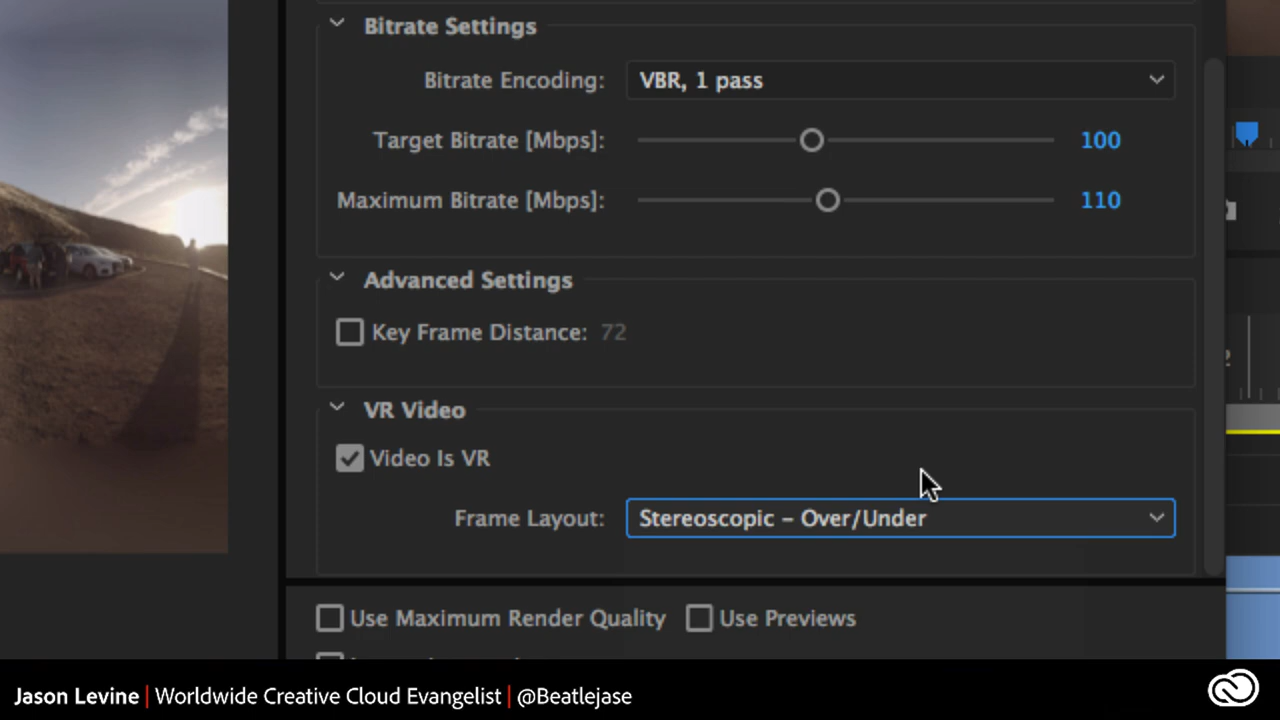 Bitrate Settings
Bitrate Encoding: VBR, 1 pass
Target Bitrate [Mbps]: 100
Maximum Bitrate [Mbps]: 110
Advanced Settings
Key Frame Distance: 72
VR Video
Video Is VR
Frame Layout: Stereoscopic – Over/Under
Use Maximum Render Quality Use Previews
Jason Levine | Worldwide Creative Cloud Evangelist | @Beatlejase